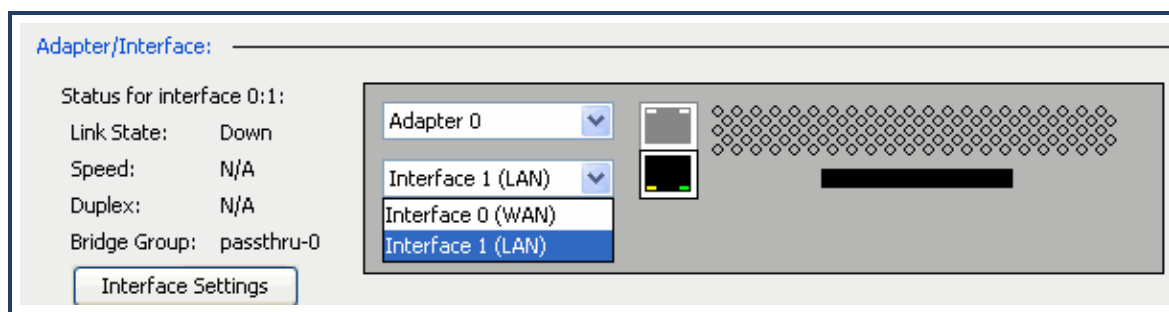 Adapter/Interface:
Status for interface 0:1:
Link State: Down
Speed: N/A
Duplex: N/A
Bridge Group: passthru-0
Interface Settings
Adapter 0
Interface 1 (LAN)
Interface 0 (WAN)
Interface 1 (LAN)